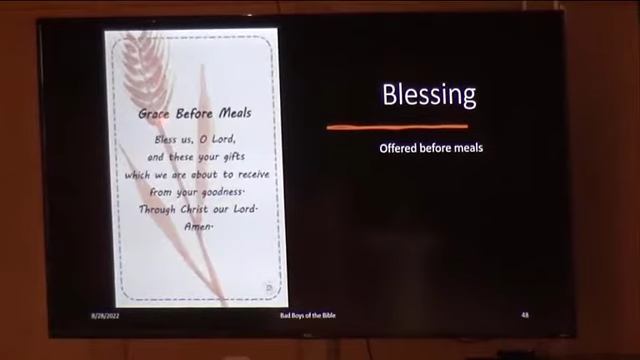 Grace Before Meals
Bless us, O Lord,
and these your gifts
which we are about to receive
from your goodness.
Through Christ our Lord.
Amen.
Blessing
Offered before meals
8/28/2022
Bad Boys of the Bible
48